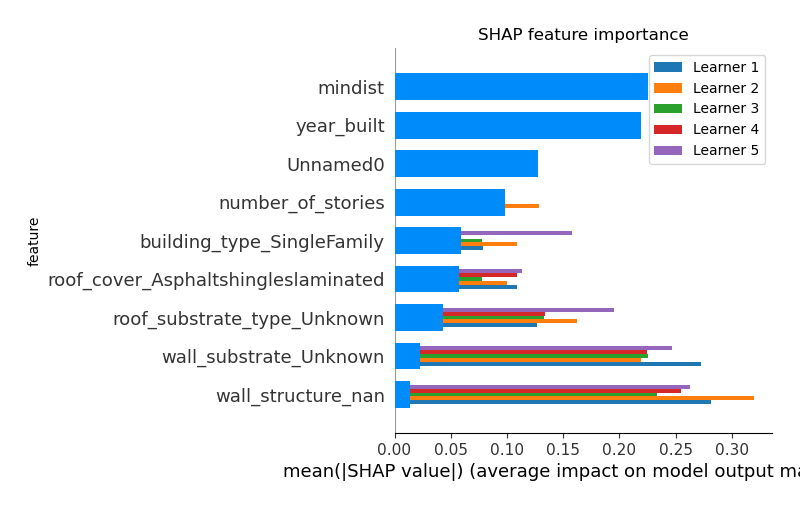 SHAP feature importance
Learner 1
Learner 2
Learner 3
Learner 4
Learner 5
feature
mindist
year_built
Unnamed0
number_of_stories
building_type_SingleFamily
roof_cover_Asphaltshingleslaminated
roof_substrate_type_Unknown
wall_substrate_Unknown
wall_structure_nan
0.00 0.05 0.10 0.15 0.20 0.25 0.30
mean(|SHAP value|) (average impact on model output ma